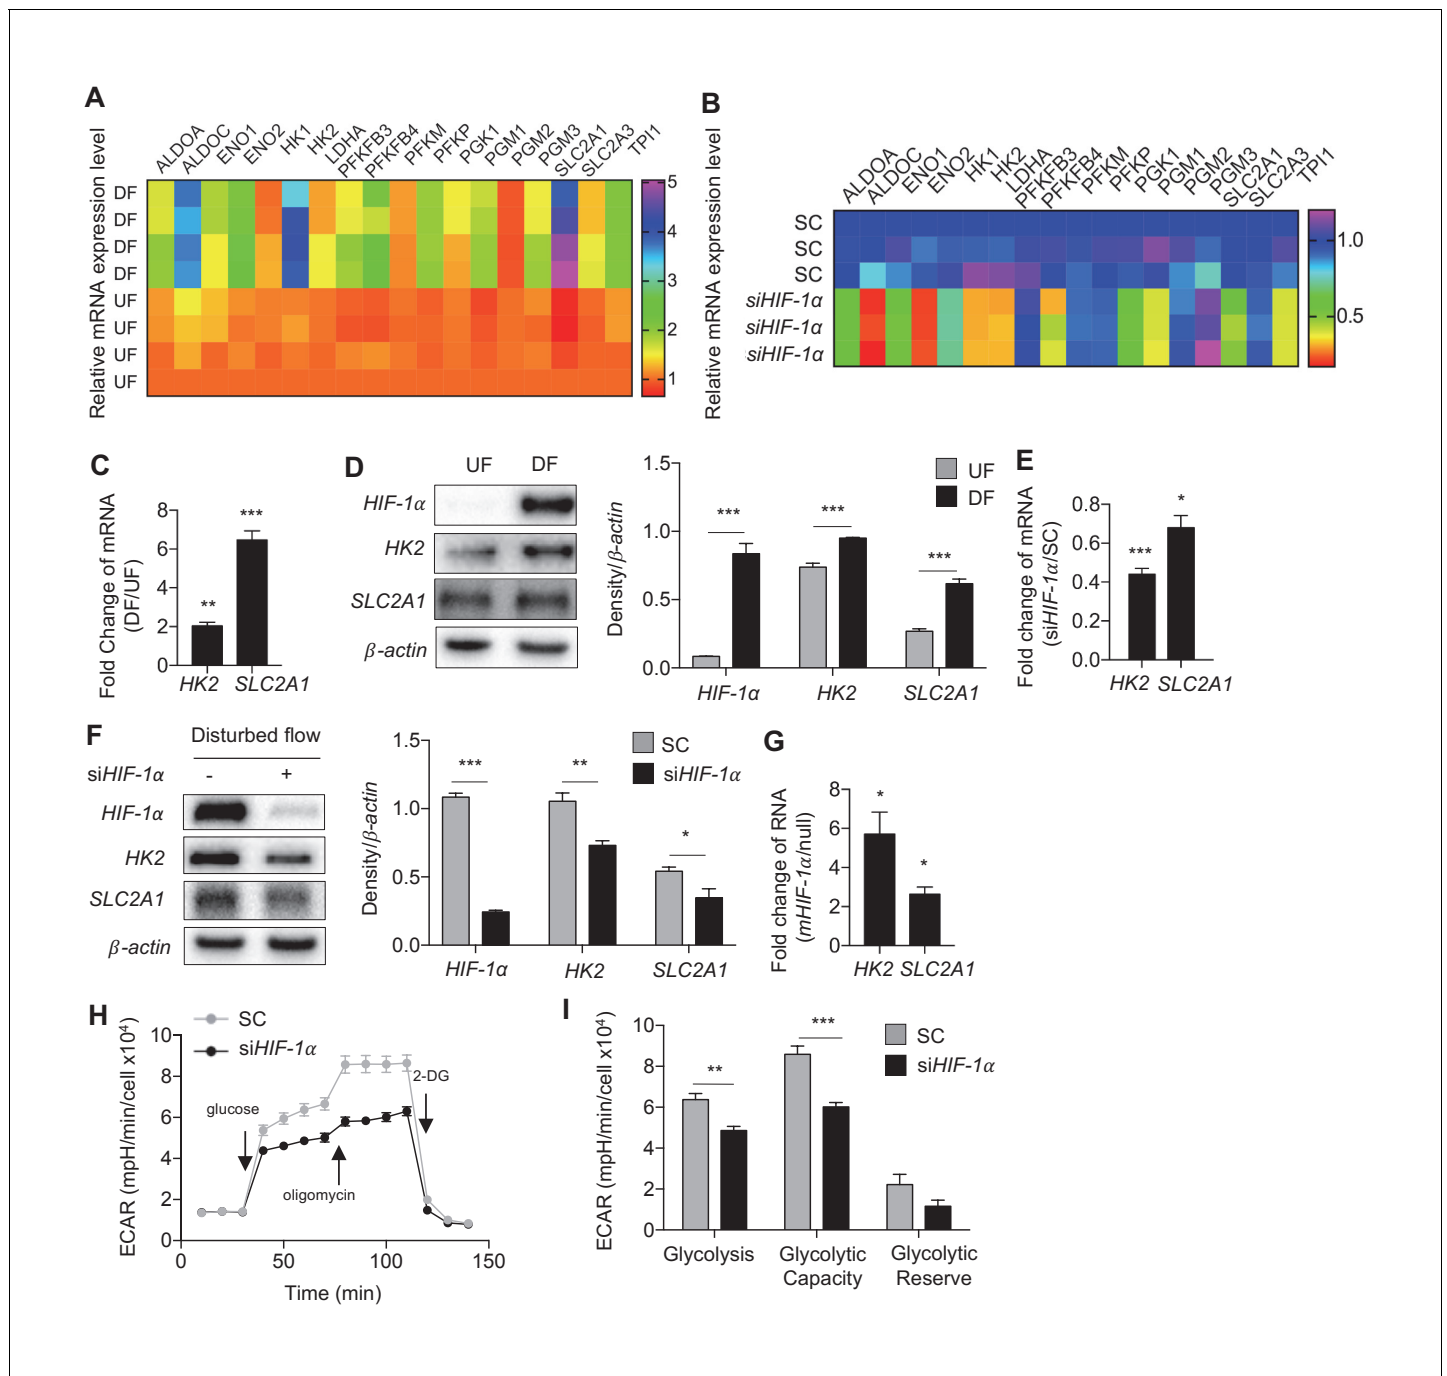 A
Relative mRNA expression level
ALDOA ALDOC ENO1 ENO2 HK1 HK2 LDHA PFKFB3 PFKFB4 PFKM PFKP PGK1 PGM1 PGM2 PGM3 SLC2A1 SLC2A3 TPI1
DF
DF
DF
DF
UF
UF
UF
UF
5
4
3
2
1
B
Relative mRNA expression level
ALDOA ALDOC ENO1 ENO2 HK1 HK2 LDHA PFKFB3 PFKFB4 PFKM PFKP PGK1 PGM1 PGM2 PGM3 SLC2A1 SLC2A3 TPI1
SC
SC
SC
siHIF-1α
siHIF-1α
siHIF-1α
1.0
0.5
C
Fold Change of mRNA
(DF/UF)
8
6
4
2
0
**
***
HK2 SLC2A1
D
UF DF
HIF-1α
HK2
SLC2A1
β-actin
Density/β-actin
1.5
1.0
0.5
0.0
***
***
***
UF
DF
HIF-1α HK2 SLC2A1
E
Fold change of mRNA
(siHIF-1α/SC)
0.8
0.6
0.4
0.2
0.0
***
*
HK2 SLC2A1
F
Disturbed flow
siHIF-1α - +
HIF-1α
HK2
SLC2A1
β-actin
Density/β-actin
1.5
1.0
0.5
0.0
***
**
*
SC
siHIF-1α
HIF-1α HK2 SLC2A1
G
Fold change of RNA
(mHIF-1α/null)
8
6
4
2
0
*
*
HK2 SLC2A1
H
SC
siHIF-1α
ECAR (mpH/min/cell x10⁴)
10
8
6
4
2
0
glucose
oligomycin
2-DG
0 50 100 150
Time (min)
I
ECAR (mpH/min/cell x10⁴)
10
8
6
4
2
0
**
***
SC
siHIF-1α
Glycolysis Glycolytic Glycolytic
Capacity Reserve